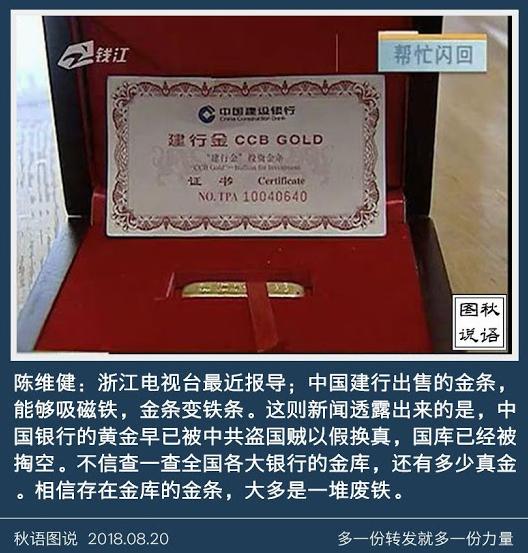 钱江
帮忙闪回
中国建设银行
China Construction Bank
建行金 CCB GOLD
"建行金"投资金条
"CCB Gold"—Bullion for Investment
证 书 Certificate
NO. TPA 10040640
图秋
说语
陈维健：浙江电视台最近报导；中国建行出售的金条，
能够吸磁铁，金条变铁条。这则新闻透露出来的是，中
国银行的黄金早已被中共盗国贼以假换真，国库已经被
掏空。不信查一查全国各大银行的金库，还有多少真金
。相信存在金库的金条，大多是一堆废铁。
秋语图说 2018.08.20
多一份转发就多一份力量